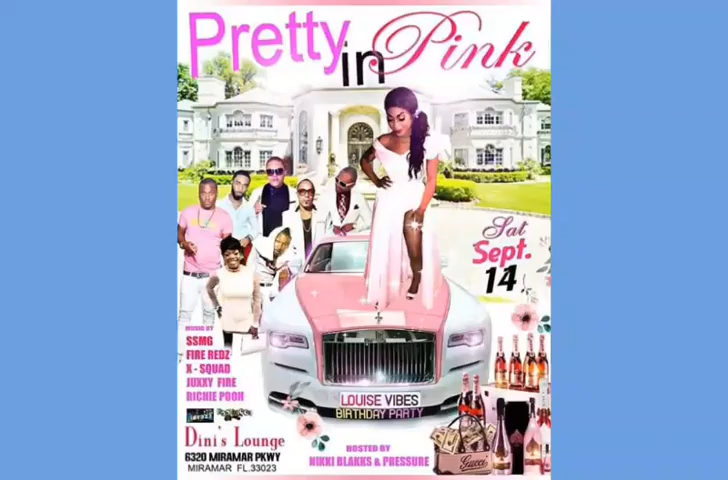 Pretty in Pink
Sat
Sept.
14
MUSIC BY
SSMG
FIRE REDZ
X - SQUAD
JUXXY FIRE
RICHIE POOH
LOUISE VIBES
BIRTHDAY PARTY
Dini's Lounge
6320 MIRAMAR PKWY
MIRAMAR FL.33023
HOSTED BY
NIKKI BLAKKS & PRESSURE
GUCCI